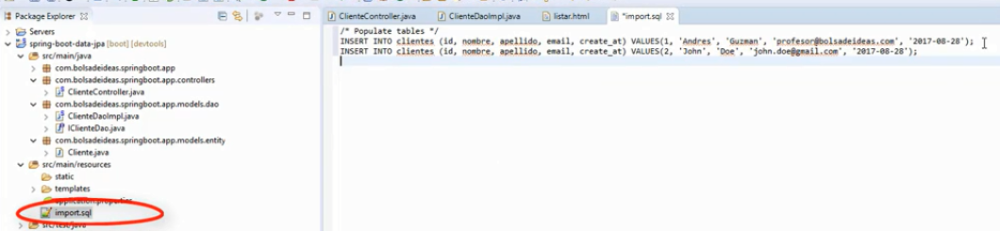 Package Explorer
ClienteController.java
ClienteDaoImpl.java
listar.html
*import.sql
Servers
spring-boot-data-jpa [boot] [devtools]
src/main/java
com.bolsadeideas.springboot.app
com.bolsadeideas.springboot.app.controllers
ClienteController.java
com.bolsadeideas.springboot.app.models.dao
ClienteDaoImpl.java
IClienteDao.java
com.bolsadeideas.springboot.app.models.entity
Cliente.java
src/main/resources
static
templates
application.properties
import.sql
src/test/java
/* Populate tables */
INSERT INTO clientes (id, nombre, apellido, email, create_at) VALUES(1, 'Andres', 'Guzman', 'profesor@bolsadeideas.com', '2017-08-28');
INSERT INTO clientes (id, nombre, apellido, email, create_at) VALUES(2, 'John', 'Doe', 'john.doe@gmail.com', '2017-08-28');